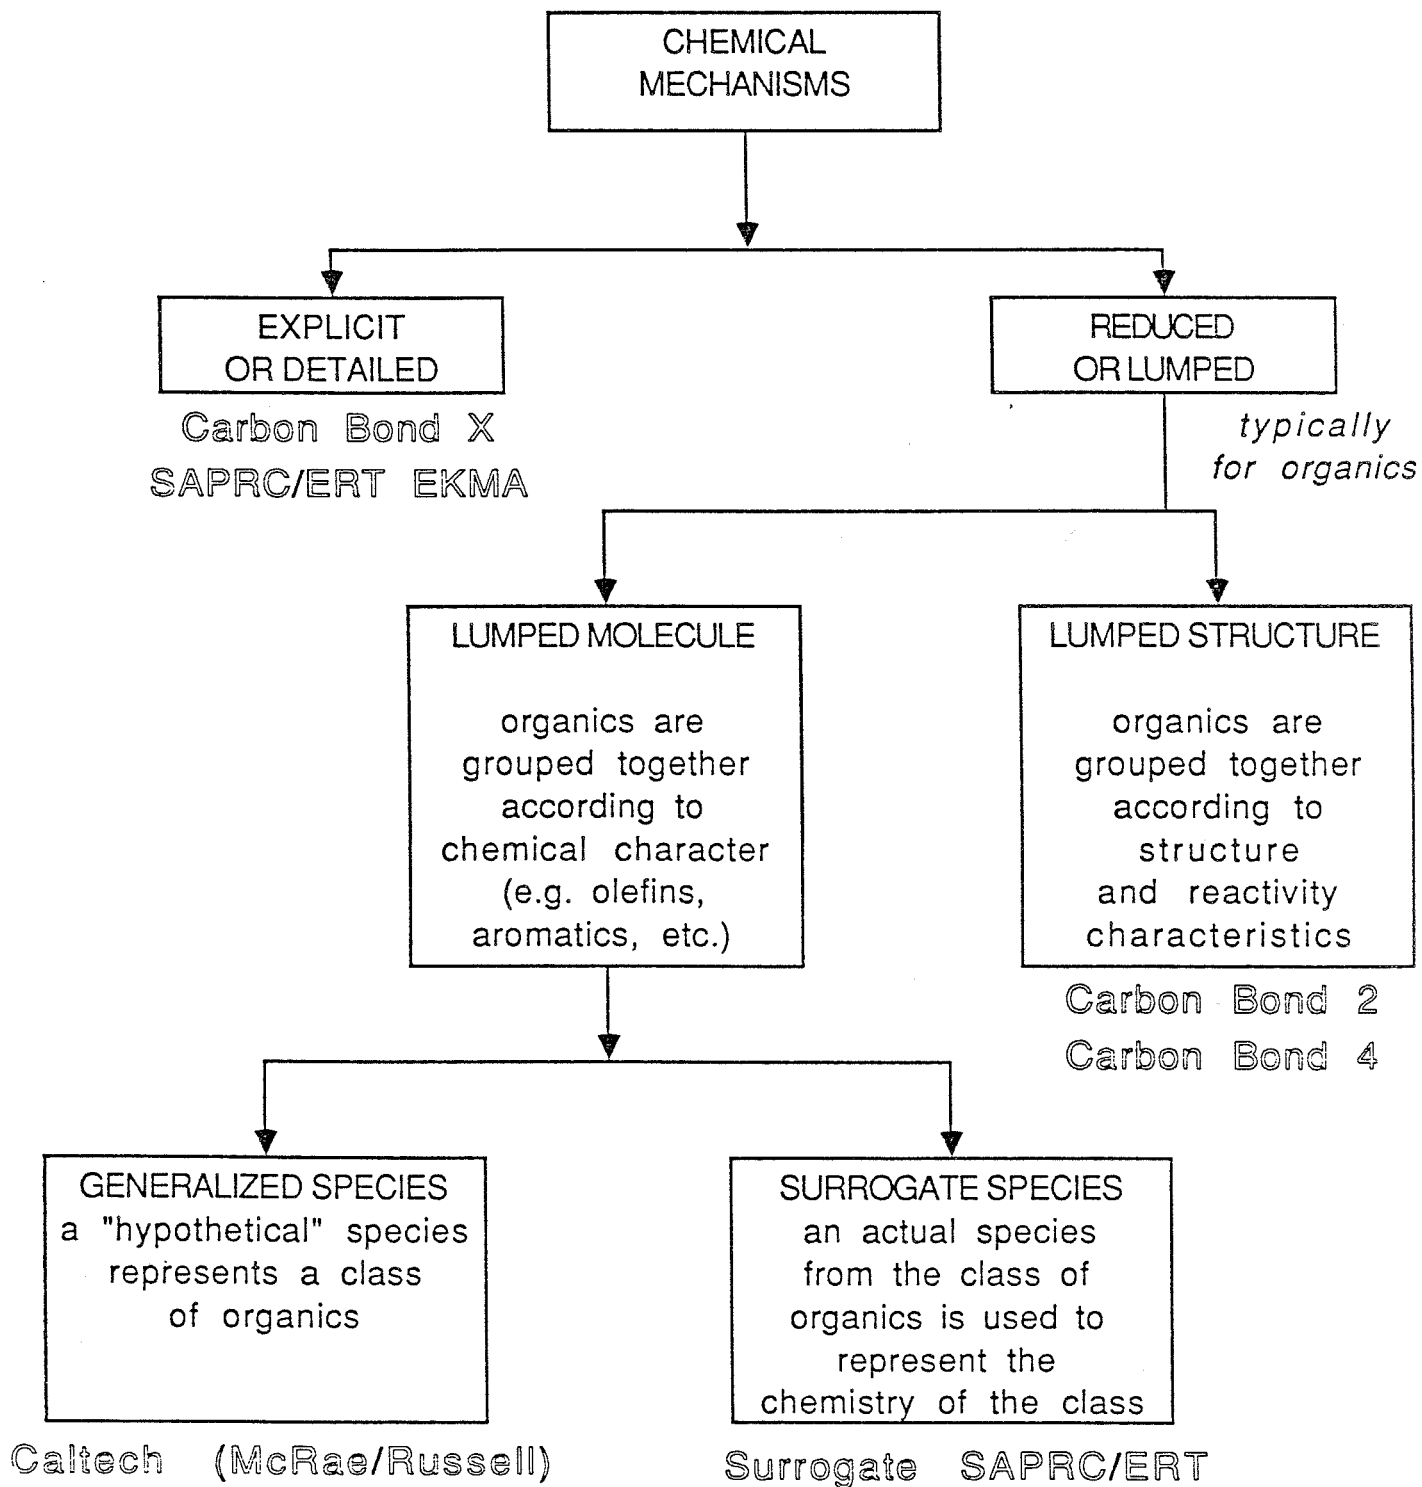 CHEMICAL
MECHANISMS
EXPLICIT
OR DETAILED
Carbon Bond X
SAPRC/ERT EKMA
REDUCED
OR LUMPED
typically
for organics
LUMPED MOLECULE
organics are
grouped together
according to
chemical character
(e.g. olefins,
aromatics, etc.)
LUMPED STRUCTURE
organics are
grouped together
according to
structure
and reactivity
characteristics
Carbon Bond 2
Carbon Bond 4
GENERALIZED SPECIES
a "hypothetical" species
represents a class
of organics
Caltech (McRae/Russell)
SURROGATE SPECIES
an actual species
from the class of
organics is used to
represent the
chemistry of the class
Surrogate SAPRC/ERT